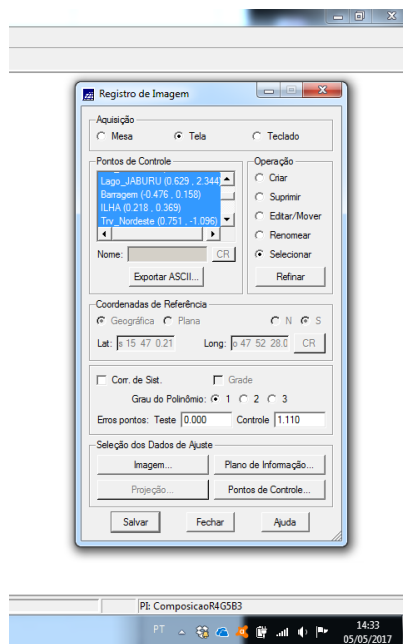 Registro de Imagem
Aquisição
Mesa Tela Teclado
Pontos de Controle
Lago_JABURU (0.629 , 2.344)
Barragem (-0.476 , 0.158)
ILHA (0.218 , 0.369)
Trv_Nordeste (0.751 , -1.096)
Nome: CR
Exportar ASCII...
Operação
Criar
Suprimir
Editar/Mover
Renomear
Selecionar
Refinar
Coordenadas de Referência
Geográfica Plana N S
Lat: s 15 47 0.21 Long: o 47 52 28.0 CR
Corr. de Sist. Grade
Grau do Polinômio: 1 2 3
Erros pontos: Teste 0.000 Controle 1.110
Seleção dos Dados de Ajuste
Imagem... Plano de Informação...
Projeção... Pontos de Controle...
Salvar Fechar Ajuda
PI: ComposicaoR4G5B3
PT 14:33
05/05/2017